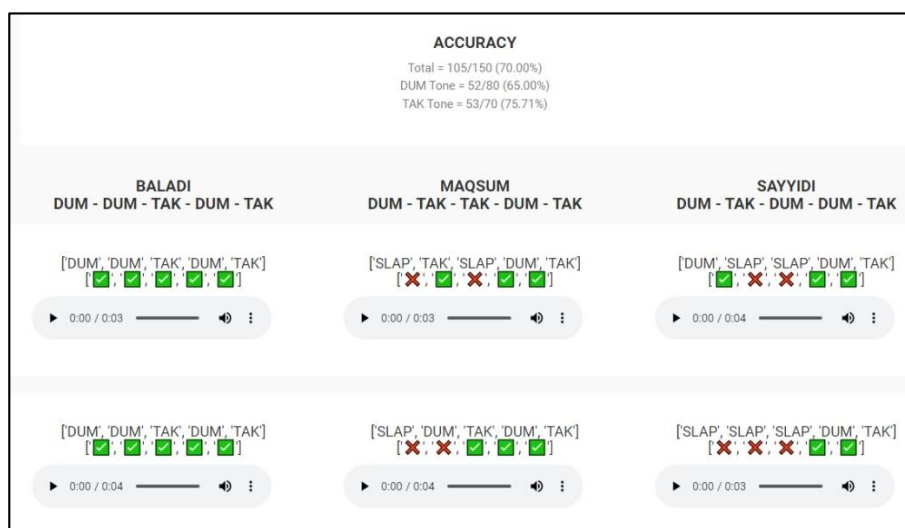 ACCURACY
Total = 105/150 (70.00%)
DUM Tone = 52/80 (65.00%)
TAK Tone = 53/70 (75.71%)
BALADI
DUM - DUM - TAK - DUM - TAK
MAQSUM
DUM - TAK - TAK - DUM - TAK
SAYYIDI
DUM - TAK - DUM - DUM - TAK
['DUM', 'DUM', 'TAK', 'DUM', 'TAK']
['✅', '✅', '✅', '✅', '✅']
0:00 / 0:03
['SLAP', 'TAK', 'SLAP', 'DUM', 'TAK']
['❌', '✅', '❌', '✅', '✅']
0:00 / 0:03
['DUM', 'SLAP', 'SLAP', 'DUM', 'TAK']
['✅', '❌', '❌', '✅', '✅']
0:00 / 0:04
['DUM', 'DUM', 'TAK', 'DUM', 'TAK']
['✅', '✅', '✅', '✅', '✅']
0:00 / 0:04
['SLAP', 'DUM', 'TAK', 'DUM', 'TAK']
['❌', '❌', '✅', '✅', '✅']
0:00 / 0:04
['SLAP', 'SLAP', 'SLAP', 'DUM', 'TAK']
['❌', '❌', '❌', '✅', '✅']
0:00 / 0:03